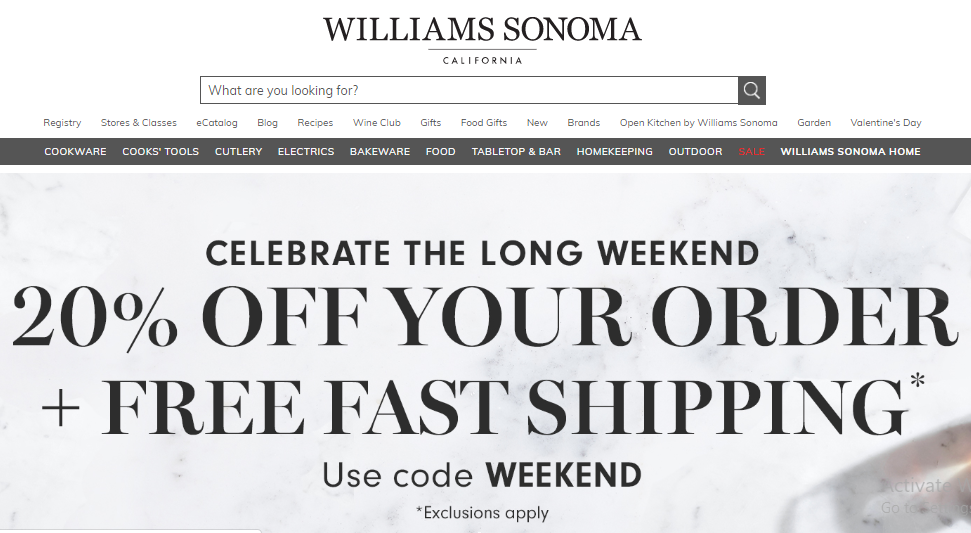 WILLIAMS SONOMA
CALIFORNIA
What are you looking for?
Registry Stores & Classes eCatalog Blog Recipes Wine Club Gifts Food Gifts New Brands Open Kitchen by Williams Sonoma Garden Valentine's Day
COOKWARE COOKS' TOOLS CUTLERY ELECTRICS BAKEWARE FOOD TABLETOP & BAR HOMEKEEPING OUTDOOR SALE WILLIAMS SONOMA HOME
CELEBRATE THE LONG WEEKEND
20% OFF YOUR ORDER
+ FREE FAST SHIPPING*
Use code WEEKEND
Activate
*Exclusions apply
Go to